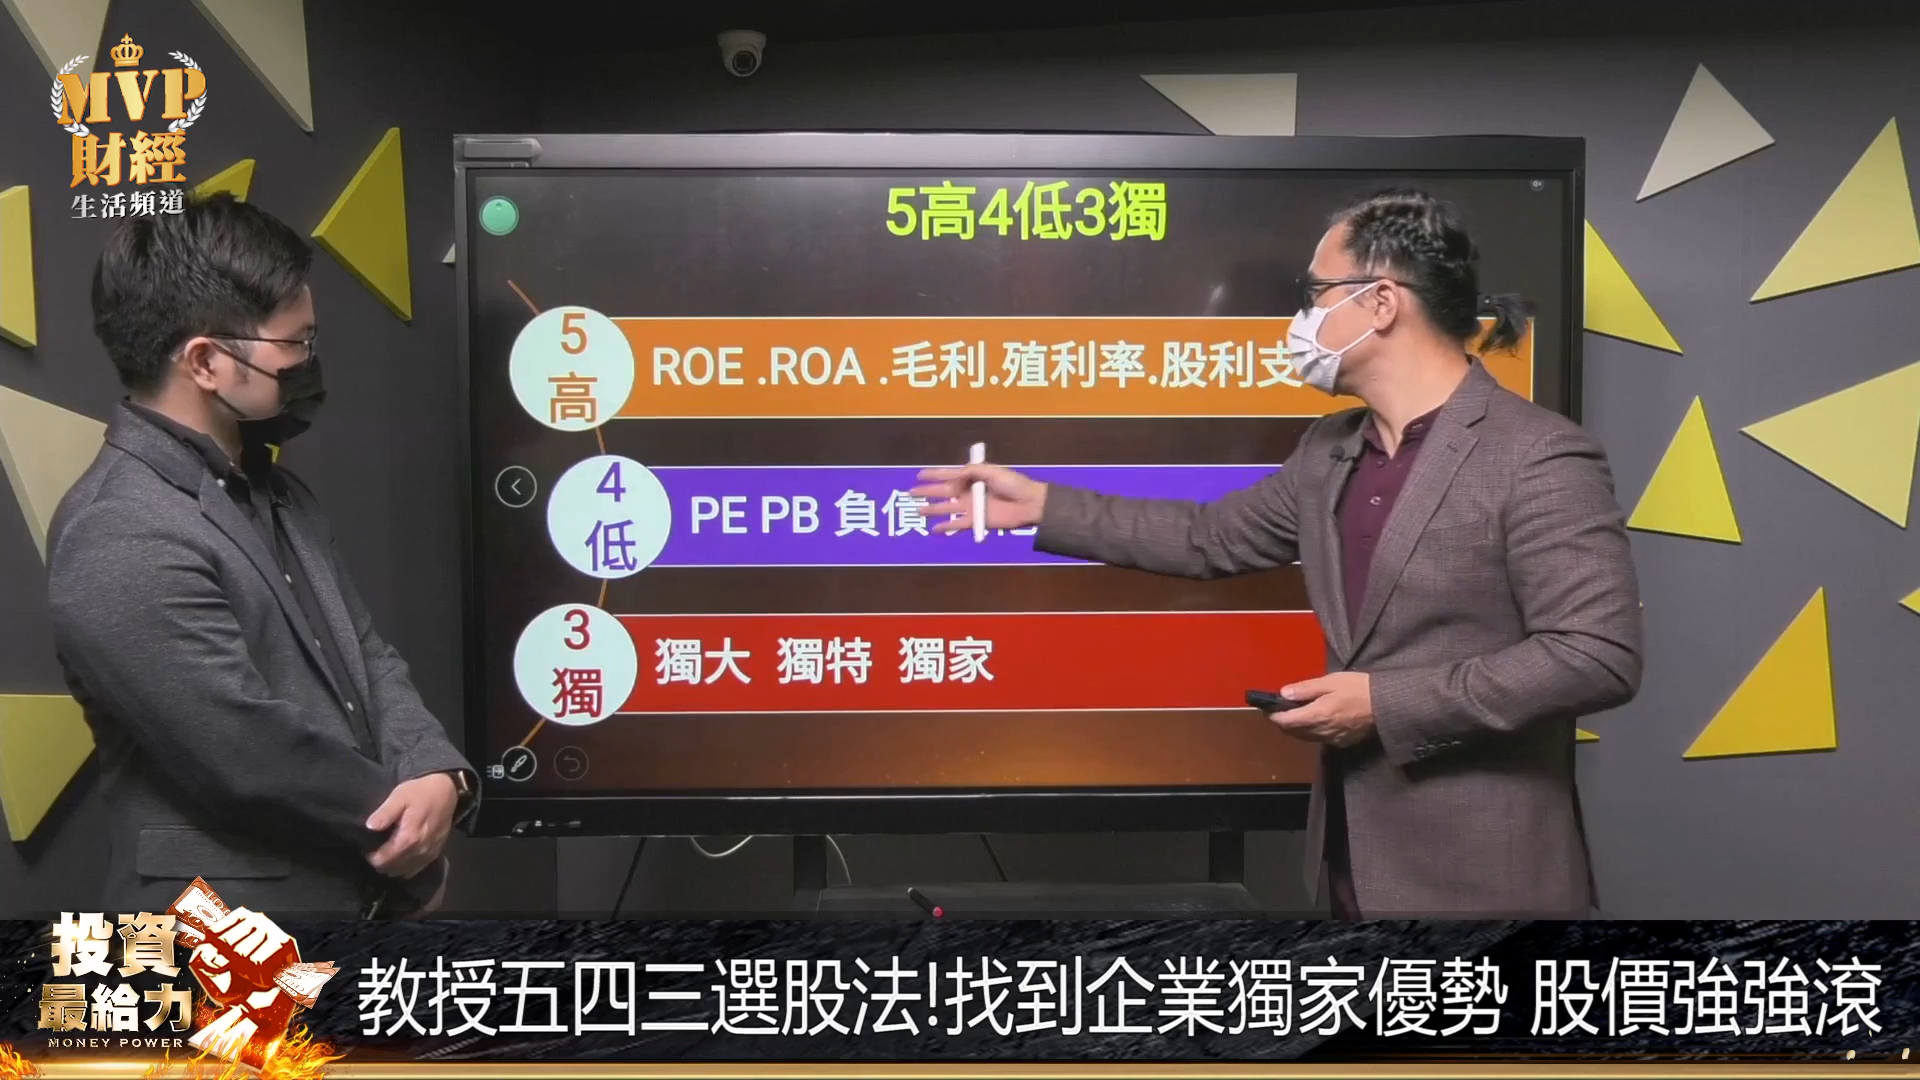 MVP
財經
生活頻道
5高4低3獨
5
高
ROE .ROA .毛利.殖利率.股利支
4
低
PE PB 負債
3
獨
獨大 獨特 獨家
投資
最給力
MONEY POWER
教授五四三選股法!找到企業獨家優勢 股價強強滾